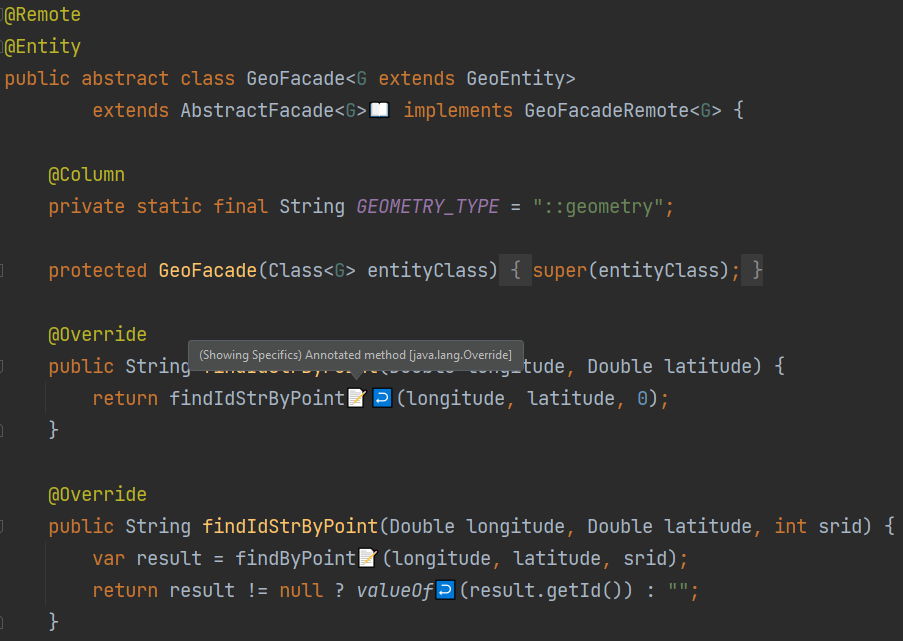 @Remote
@Entity
public abstract class GeoFacade<G extends GeoEntity>
extends AbstractFacade<G>📖 implements GeoFacadeRemote<G> {
@Column
private static final String GEOMETRY_TYPE = "::geometry";
protected GeoFacade(Class<G> entityClass) { super(entityClass); }
@Override
(Showing Specifics) Annotated method [java.lang.Override]
public String findIdStrByPoint(Double longitude, Double latitude) {
return findIdStrByPoint📝↩(longitude, latitude, 0);
}
@Override
public String findIdStrByPoint(Double longitude, Double latitude, int srid) {
var result = findByPoint📝(longitude, latitude, srid);
return result != null ? valueOf↩(result.getId()) : "";
}